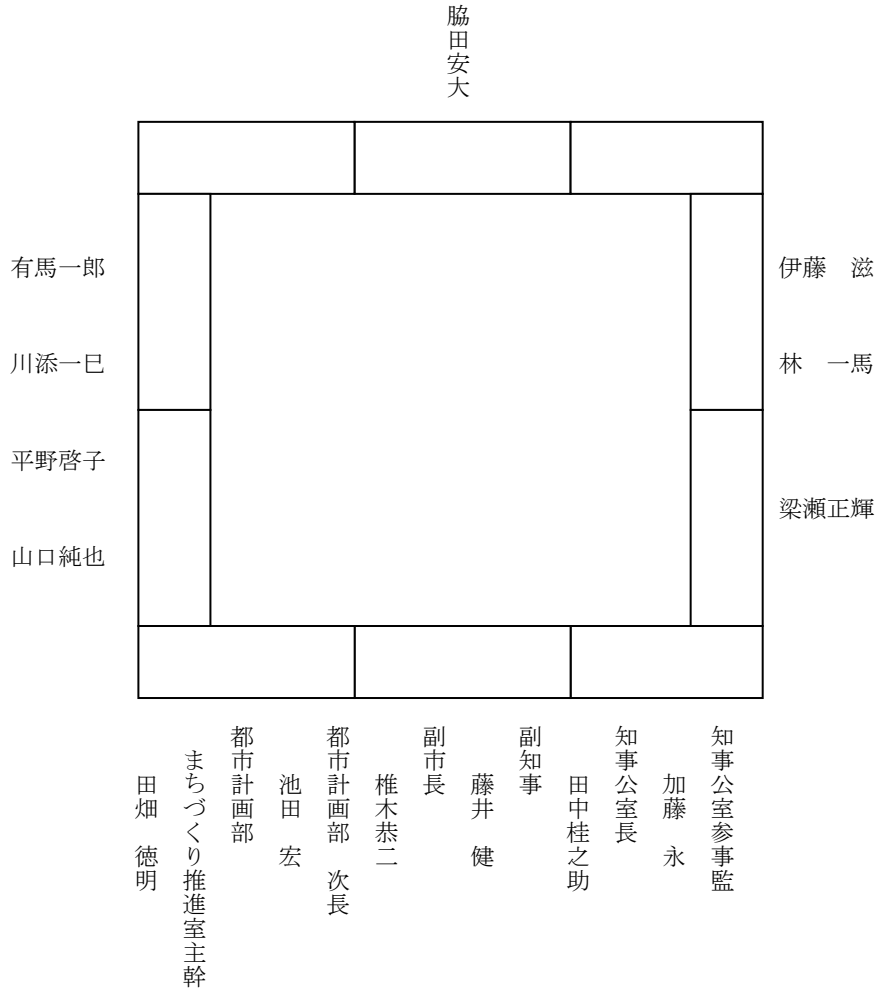 脇田安大
有馬一郎
川添一巳
平野啓子
山口純也
伊藤　滋
林　一馬
梁瀬正輝
知事公室参事監
加藤　永
知事公室長
田中桂之助
副知事
藤井　健
副市長
椎木恭二
都市計画部　次長
池田　宏
都市計画部
まちづくり推進室主幹
田畑　徳明